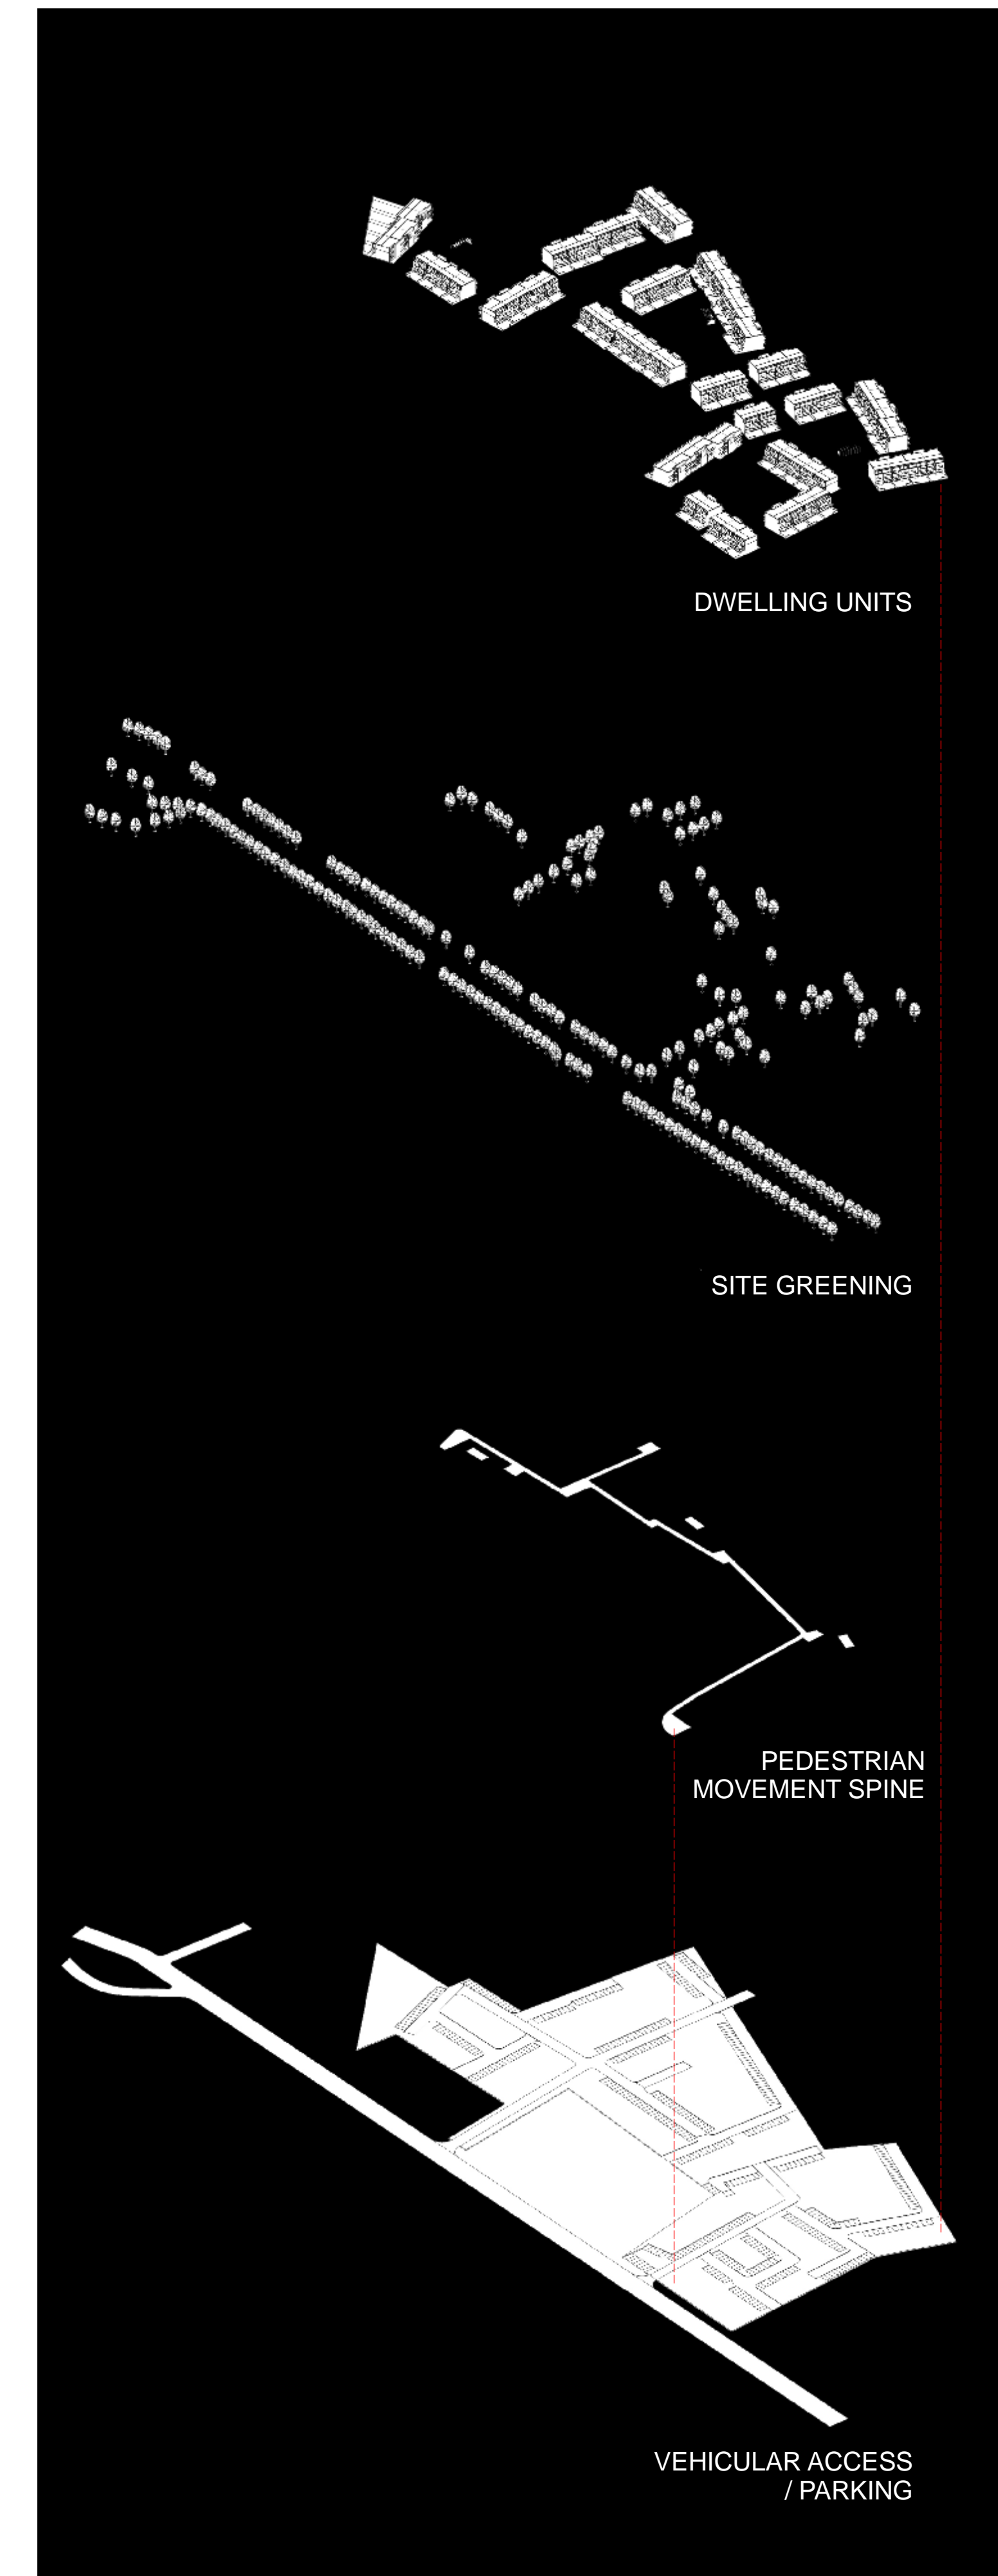 DWELLING UNITS
SITE GREENING
PEDESTRIAN
MOVEMENT SPINE
VEHICULAR ACCESS
/ PARKING